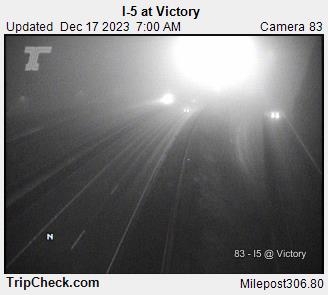 I-5 at Victory
Updated Dec 17 2023 7:00 AM Camera 83
T
N
83 - I5 @ Victory
TripCheck.com Milepost306.80